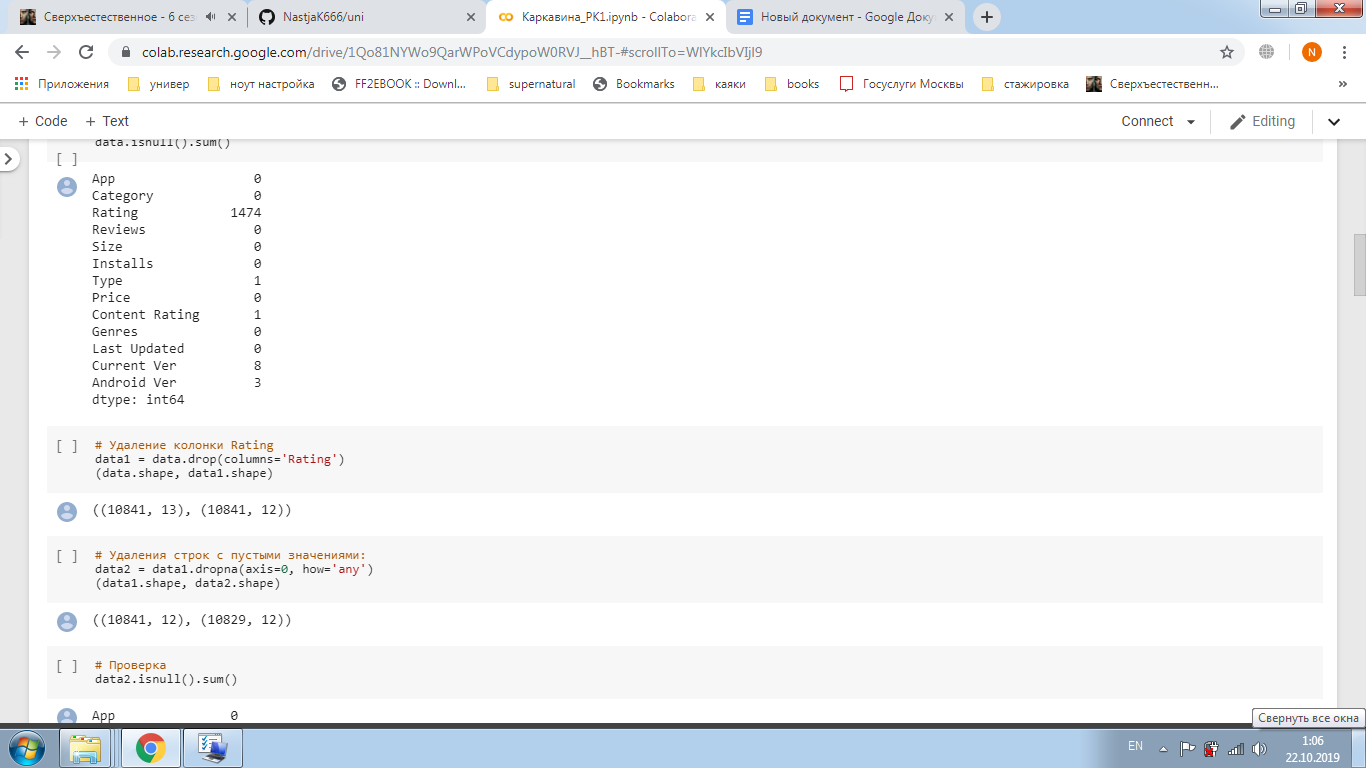 Сверхъестественное - 6 сез
NastjaK666/uni
Каркавина_РК1.ipynb - Colabora
Новый документ - Google Доку
colab.research.google.com/drive/1Qo81NYWo9QarWPoVCdypoW0RVJ__hBT-#scrollTo=WlYkcIbVIjl9
N
Приложения универ ноут настройка FF2EBOOK :: Downl... supernatural Bookmarks каяки books Госуслуги Москвы стажировка Сверхъестественн... »
+ Code + Text Connect Editing
data.isnull().sum()
[ ]
App 0
Category 0
Rating 1474
Reviews 0
Size 0
Installs 0
Type 1
Price 0
Content Rating 1
Genres 0
Last Updated 0
Current Ver 8
Android Ver 3
dtype: int64
[ ] # Удаление колонки Rating
data1 = data.drop(columns='Rating')
(data.shape, data1.shape)
((10841, 13), (10841, 12))
[ ] # Удаления строк с пустыми значениями:
data2 = data1.dropna(axis=0, how='any')
(data1.shape, data2.shape)
((10841, 12), (10829, 12))
[ ] # Проверка
data2.isnull().sum()
App 0
Свернуть все окна
EN
1:06
22.10.2019